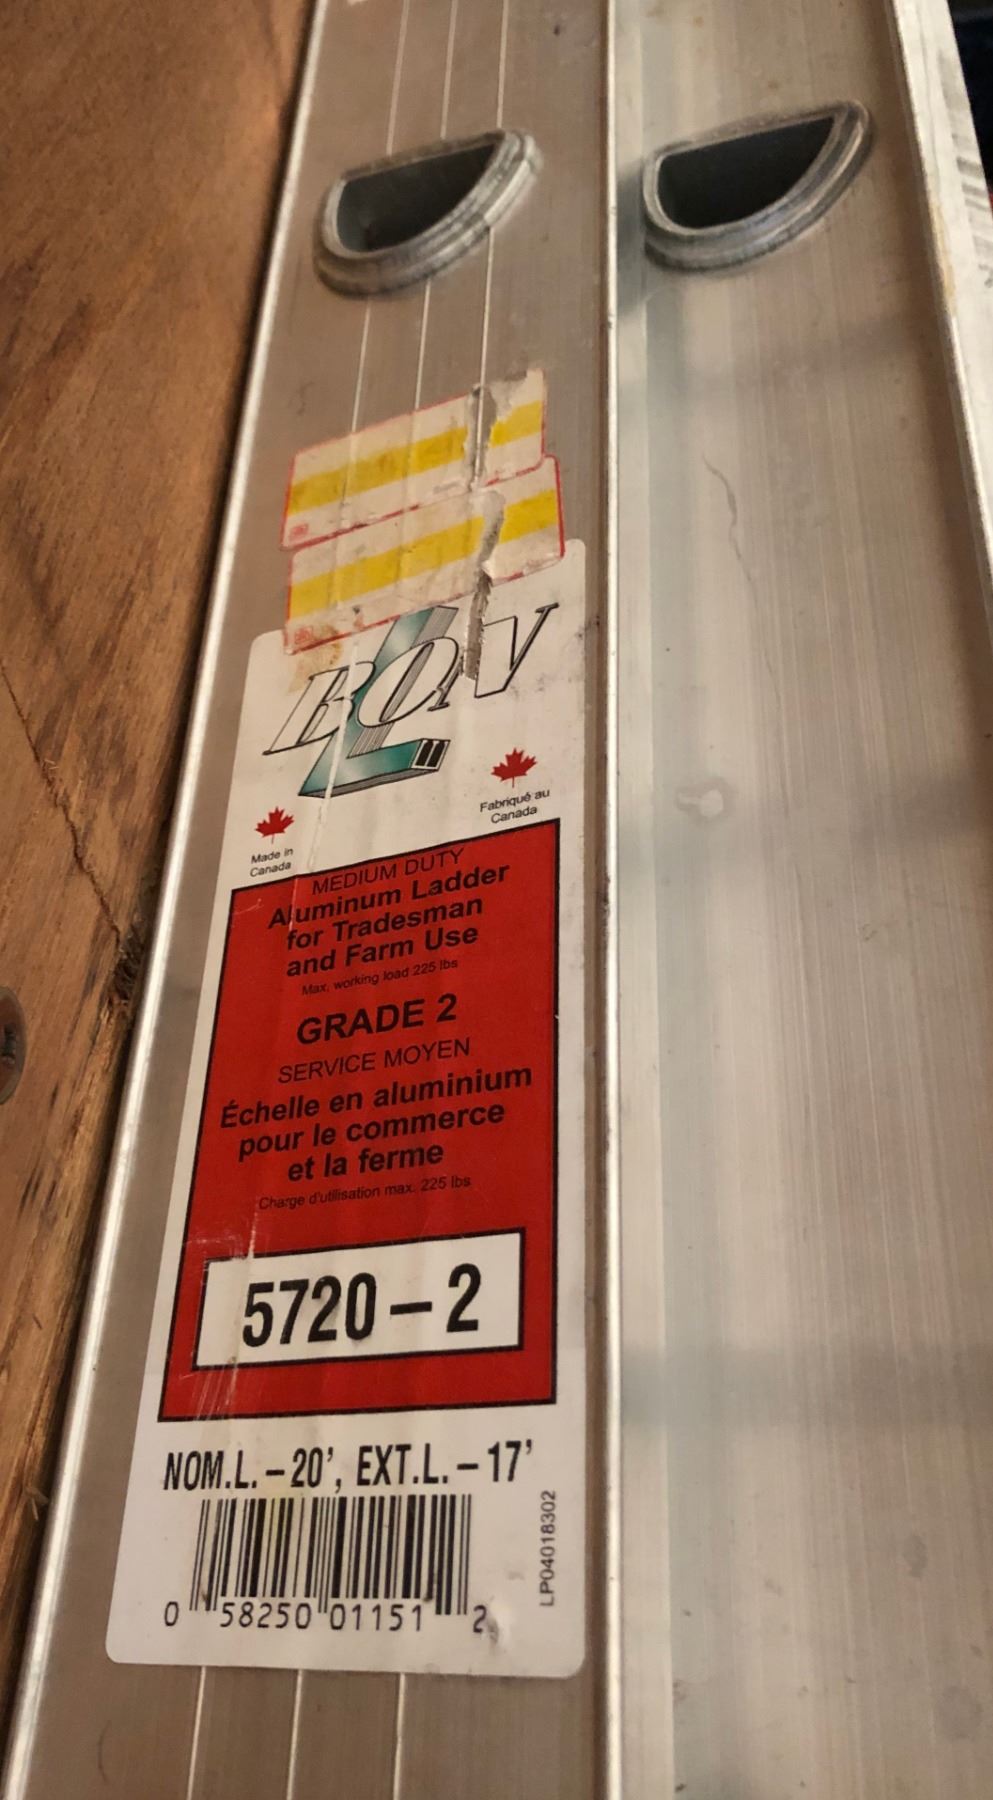 BOW
L
Made in
Canada
Fabriqué au
Canada
MEDIUM DUTY
Aluminum Ladder
for Tradesman
and Farm Use
Max. working load 225 lbs
GRADE 2
SERVICE MOYEN
Échelle en aluminium
pour le commerce
et la ferme
Charge d'utilisation max. 225 lbs
5720-2
NOM.L.-20', EXT.L.-17'
LP04018302
0 58250 01151 2